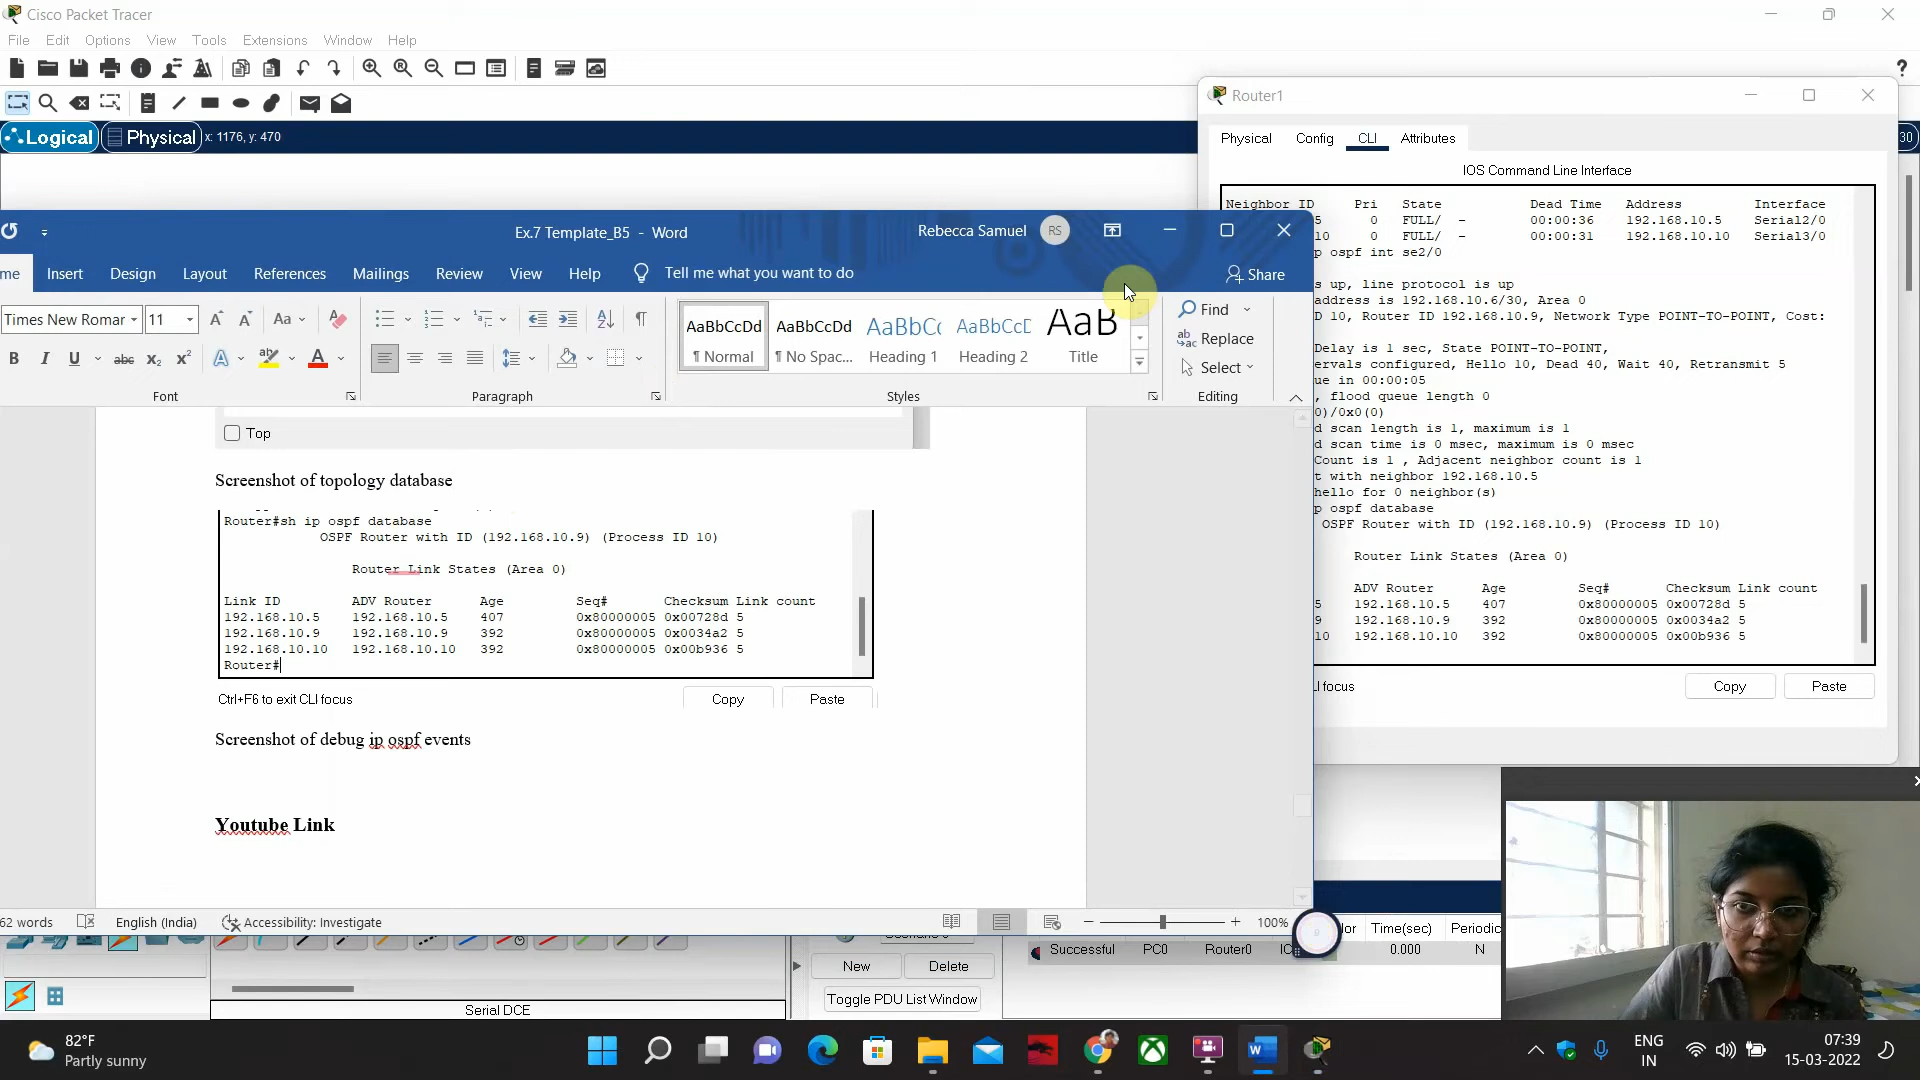 Cisco Packet Tracer
File Edit Options View Tools Extensions Window Help
Logical Physical x: 1176, y: 470
Router1
Physical Config CLI Attributes
IOS Command Line Interface
Neighbor ID Pri State Dead Time Address Interface
5 0 FULL/ - 00:00:36 192.168.10.5 Serial2/0
10 0 FULL/ - 00:00:31 192.168.10.10 Serial3/0
p ospf int se2/0
s up, line protocol is up
address is 192.168.10.6/30, Area 0
ID 10, Router ID 192.168.10.9, Network Type POINT-TO-POINT, Cost:
Delay is 1 sec, State POINT-TO-POINT,
ervals configured, Hello 10, Dead 40, Wait 40, Retransmit 5
ue in 00:00:05
, flood queue length 0
0)/0x0(0)
d scan length is 1, maximum is 1
d scan time is 0 msec, maximum is 0 msec
Count is 1 , Adjacent neighbor count is 1
t with neighbor 192.168.10.5
hello for 0 neighbor(s)
p ospf database
OSPF Router with ID (192.168.10.9) (Process ID 10)
Router Link States (Area 0)
ADV Router Age Seq# Checksum Link count
5 192.168.10.5 407 0x80000005 0x00728d 5
9 192.168.10.9 392 0x80000005 0x0034a2 5
10 192.168.10.10 392 0x80000005 0x00b936 5
LI focus
Copy Paste
Ex.7 Template_B5 - Word
Rebecca Samuel RS
me Insert Design Layout References Mailings Review View Help Tell me what you want to do Share
Times New Romar 11
AaBbCcDd AaBbCcDd AaBbCc AaBbCcD AaB
¶ Normal ¶ No Spac... Heading 1 Heading 2 Title
Find
Replace
Select
Font Paragraph Styles Editing
Top
Screenshot of topology database
Router#sh ip ospf database
OSPF Router with ID (192.168.10.9) (Process ID 10)
Router Link States (Area 0)
Link ID ADV Router Age Seq# Checksum Link count
192.168.10.5 192.168.10.5 407 0x80000005 0x00728d 5
192.168.10.9 192.168.10.9 392 0x80000005 0x0034a2 5
192.168.10.10 192.168.10.10 392 0x80000005 0x00b936 5
Router#
Ctrl+F6 to exit CLI focus
Copy Paste
Screenshot of debug ip ospf events
Youtube Link
62 words English (India) Accessibility: Investigate 100%
New Delete
Toggle PDU List Window
Serial DCE
lor Time(sec) Periodic
Successful PC0 Router0 IC 0.000 N
82°F
Partly sunny
ENG
IN
07:39
15-03-2022